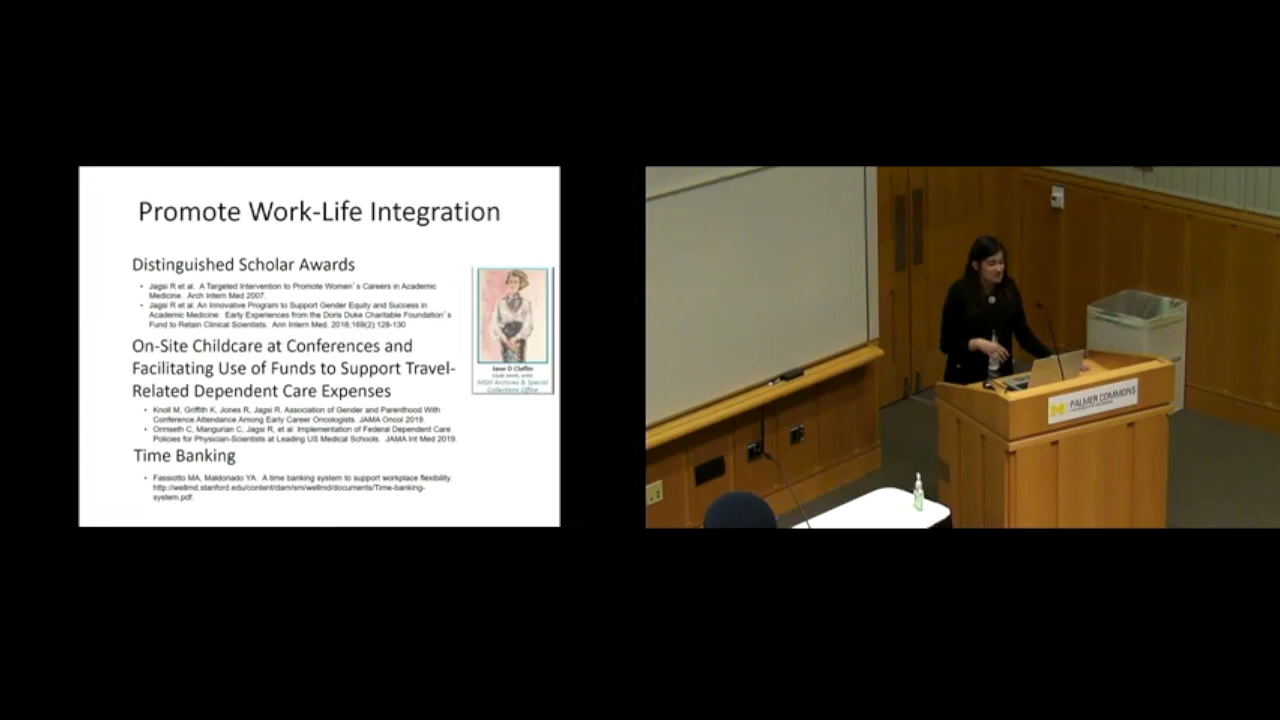 Promote Work-Life Integration
Distinguished Scholar Awards
• Jagsi R et al. A Targeted Intervention to Promote Women's Careers in Academic
Medicine. Arch Intern Med 2007.
• Jagsi R et al. An Innovative Program to Support Gender Equity and Success in
Academic Medicine: Early Experiences from the Doris Duke Charitable Foundation's
Fund to Retain Clinical Scientists. Ann Intern Med. 2018;169(2):128-130
On-Site Childcare at Conferences and
Facilitating Use of Funds to Support Travel-
Related Dependent Care Expenses
• Knoll M, Griffith K, Jones R, Jagsi R. Association of Gender and Parenthood With
Conference Attendance Among Early Career Oncologists. JAMA Oncol 2019.
• Ormseth C, Mangurian C, Jagsi R, et al. Implementation of Federal Dependent Care
Policies for Physician-Scientists at Leading US Medical Schools. JAMA Int Med 2019.
Time Banking
• Fassiotto MA, Maldonado YA. A time banking system to support workplace flexibility.
http://wellmd.stanford.edu/content/dam/sm/wellmd/documents/Time-banking-
system.pdf.
Jane D Claflin
MGH Archives & Special
Collections Office
M
PALMER COMMONS